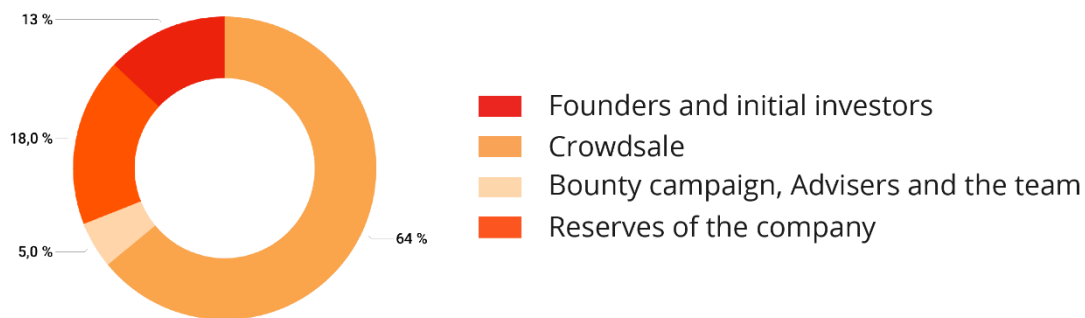 13 %
18,0 %
5,0 %
64 %
Founders and initial investors
Crowdsale
Bounty campaign, Advisers and the team
Reserves of the company